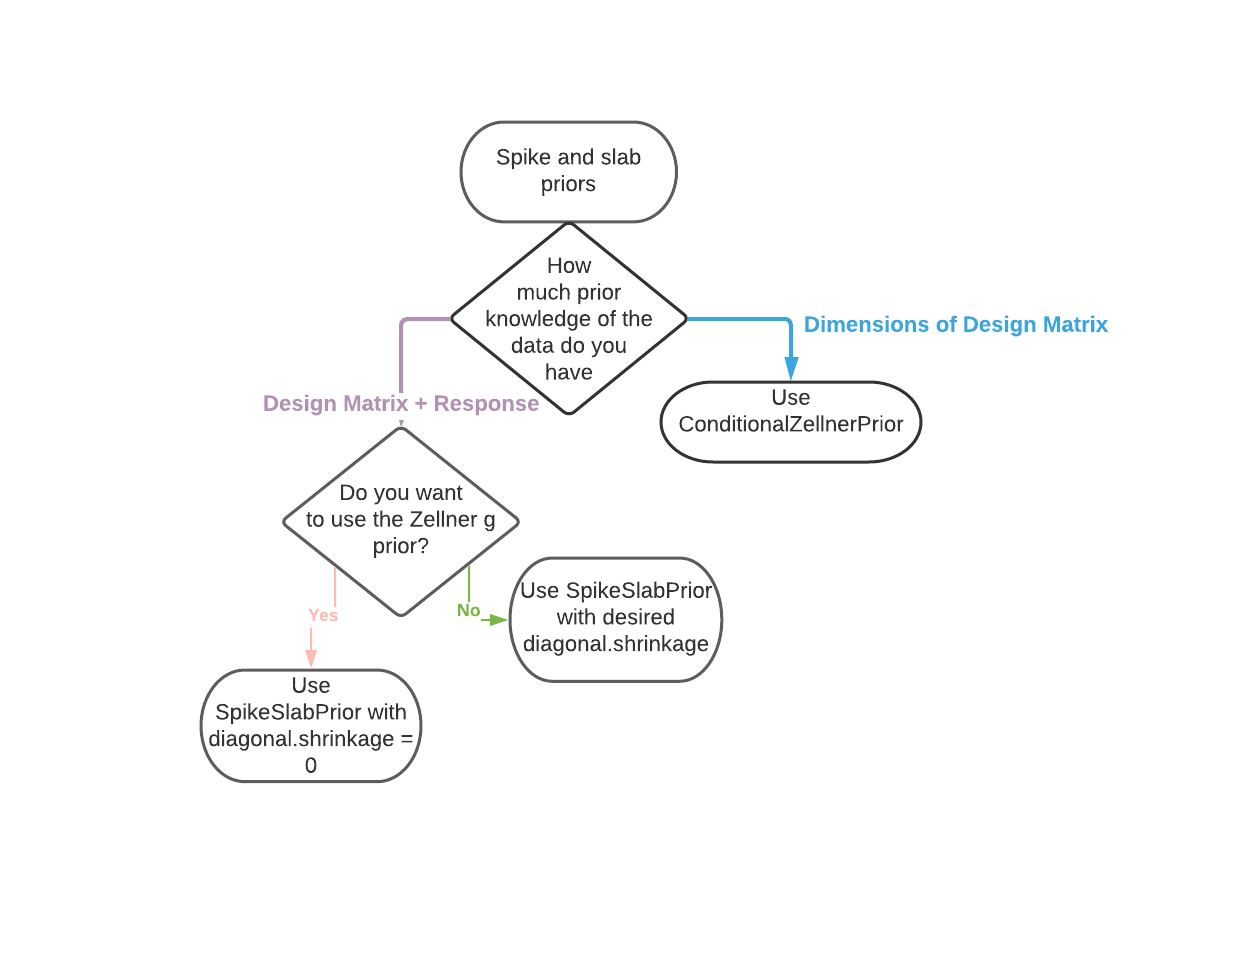 Spike and slab
priors
How
much prior
knowledge of the
data do you
have
Dimensions of Design Matrix
Use
ConditionalZellnerPrior
Design Matrix + Response
Do you want
to use the Zellner g
prior?
Yes
No
Use SpikeSlabPrior
with desired
diagonal.shrinkage
Use
SpikeSlabPrior with
diagonal.shrinkage =
0